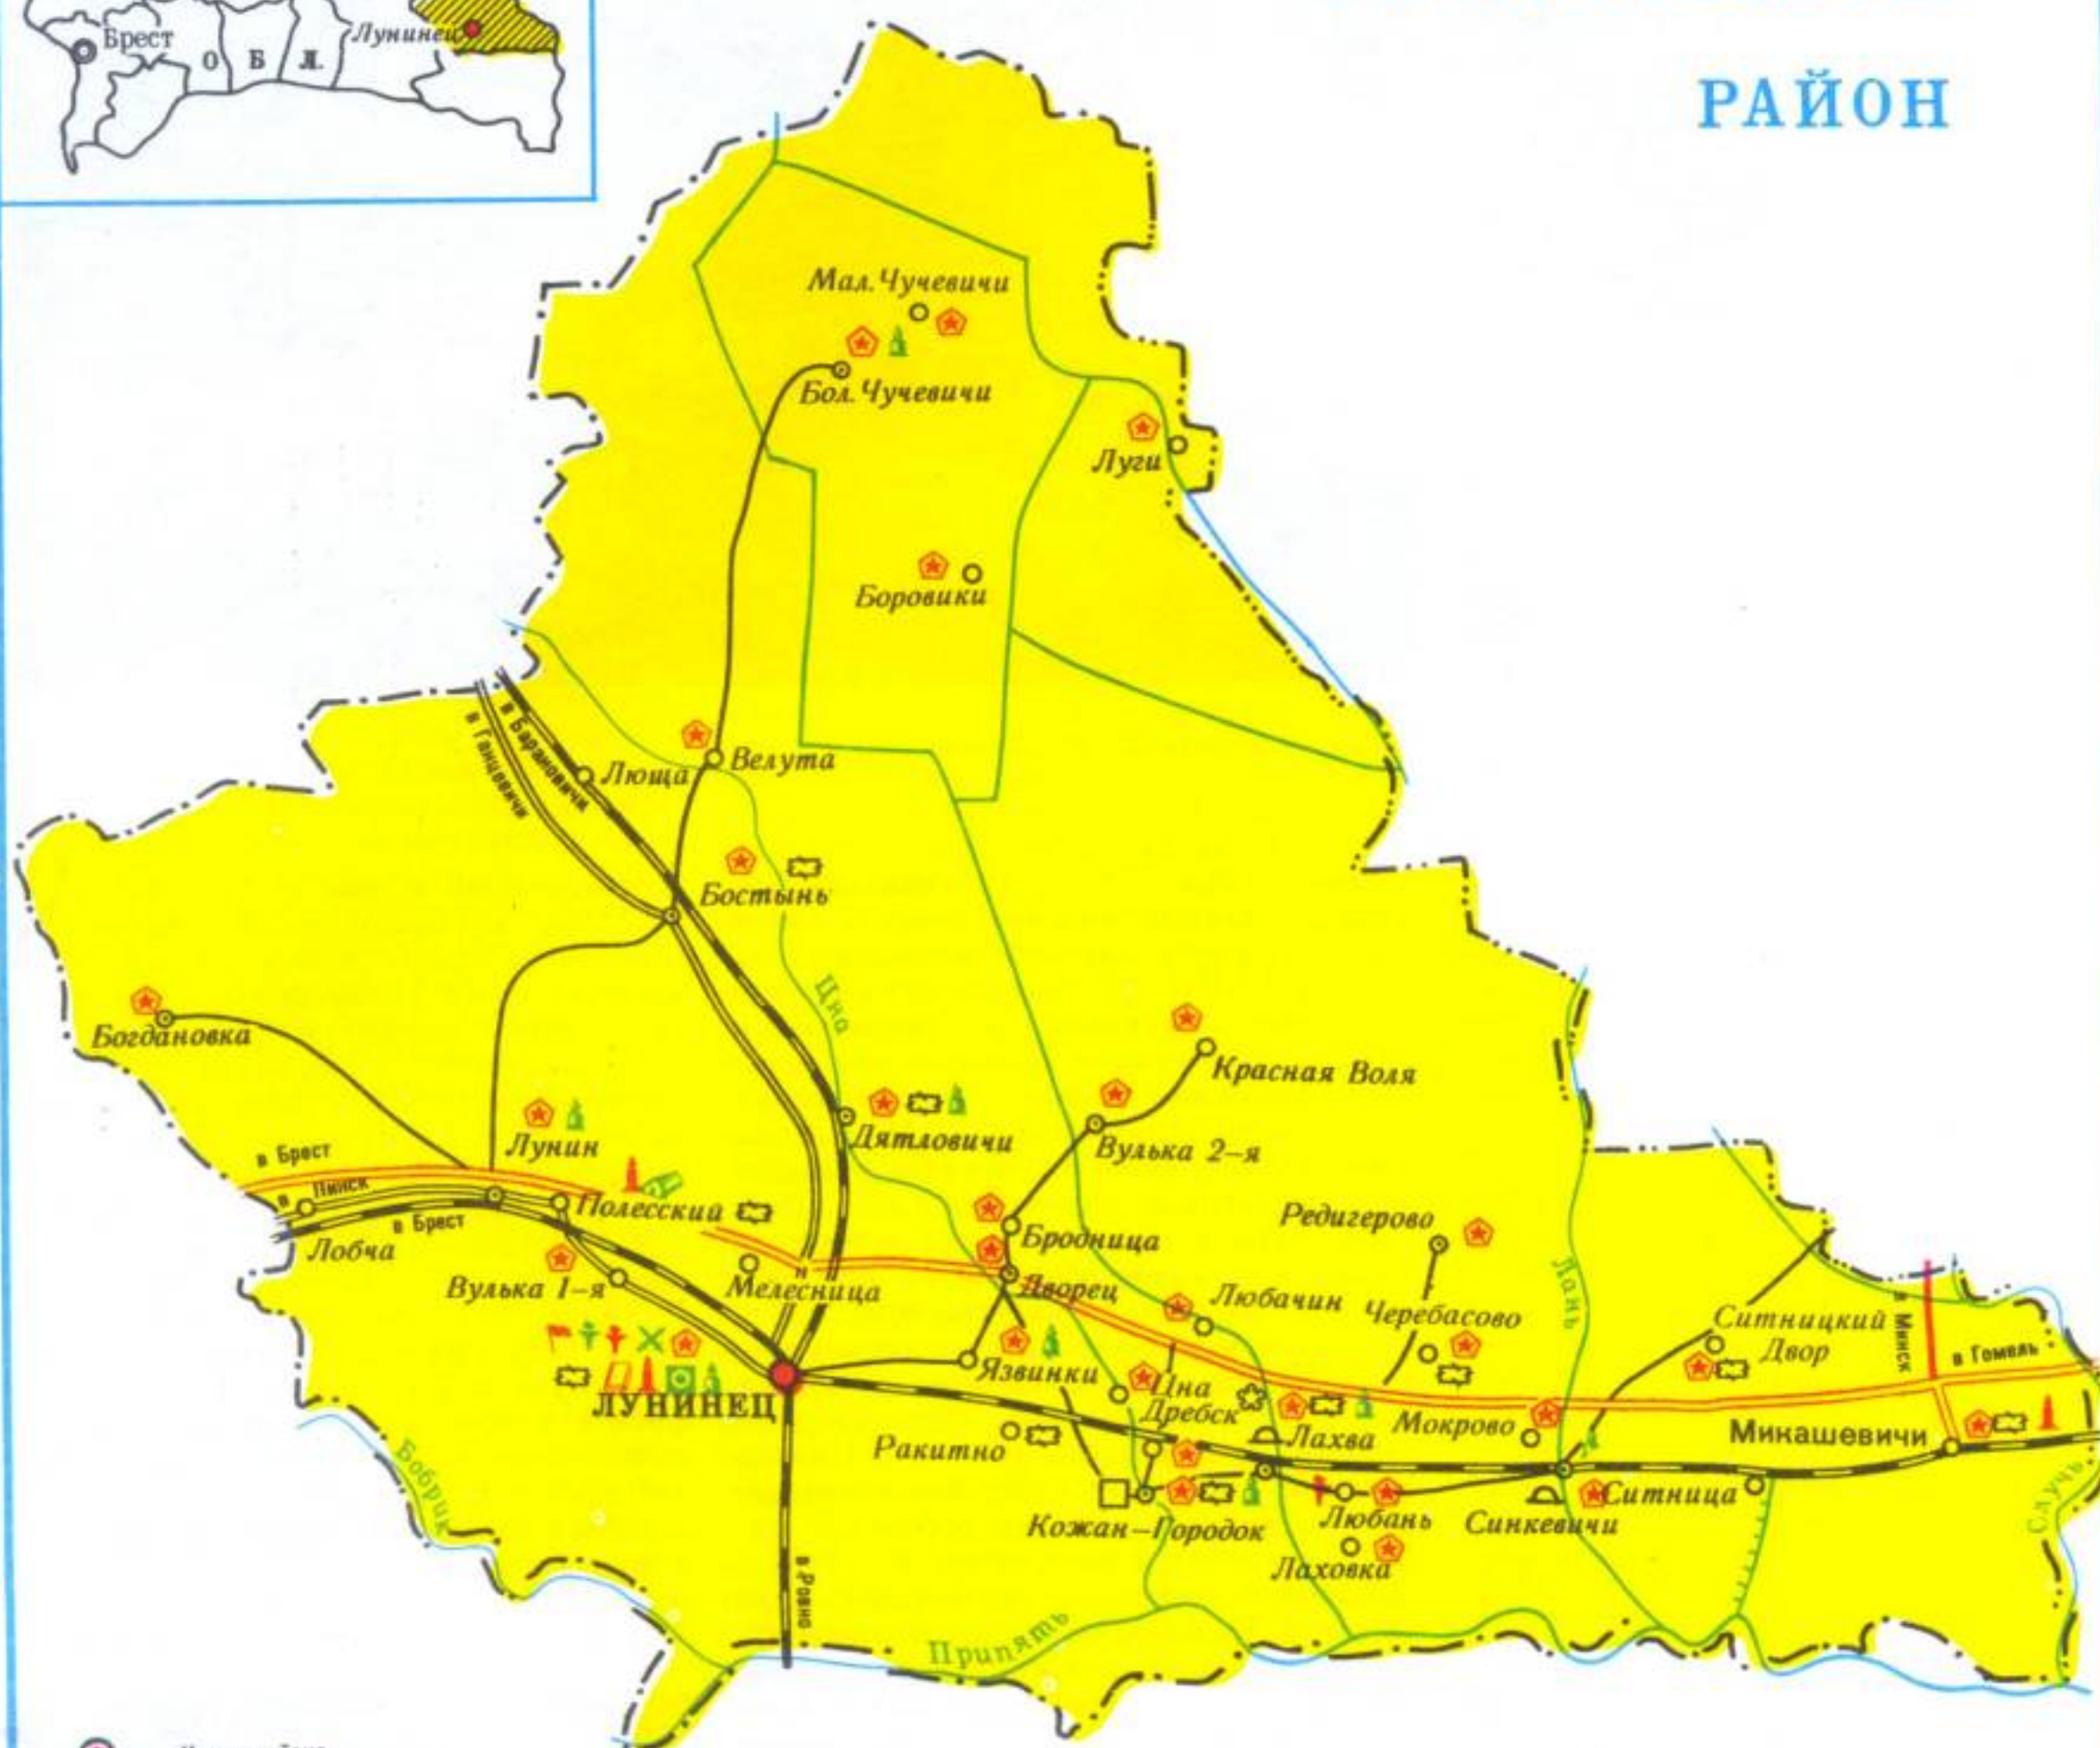 Брест
О Б Л.
Лунинец
РАЙОН
Мал.Чучевичи
Бол.Чучевичи
Луги
Боровики
в Ганцевичи
в Барановичи
Люща
Велута
Бостынь
Цна
Богдановка
Красная Воля
Лунин
Дятловичи
Вулька 2-я
в Брест
в Пинск
в Брест
Полесский
Лобча
Бродница
Редигерово
Вулька 1-я
Мелесница
Дворец
Любачин
Черебасово
Лань
Ситницкий
Двор
в Минск
в Гомель
Язвинки
Цна
Дребск
ЛУНИНЕЦ
Ракитно
Лахва
Мокрово
Микашевичи
Бобрик
Кожан-Городок
Любань
Синкевичи
Ситница
Случь
Лаховка
в Ровно
Припять